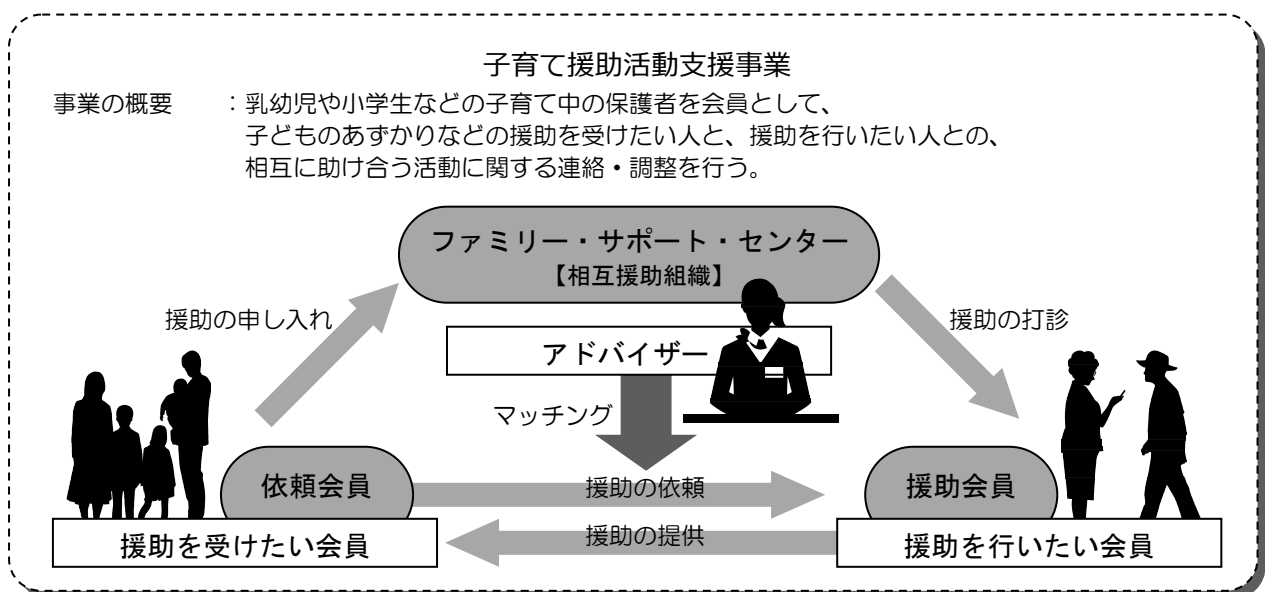 子育て援助活動支援事業
事業の概要　：乳幼児や小学生などの子育て中の保護者を会員として、
子どものあずかりなどの援助を受けたい人と、援助を行いたい人との、
相互に助け合う活動に関する連絡・調整を行う。
ファミリー・サポート・センター
【相互援助組織】
援助の申し入れ
援助の打診
アドバイザー
マッチング
依頼会員
援助の依頼
援助会員
援助を受けたい会員
援助の提供
援助を行いたい会員